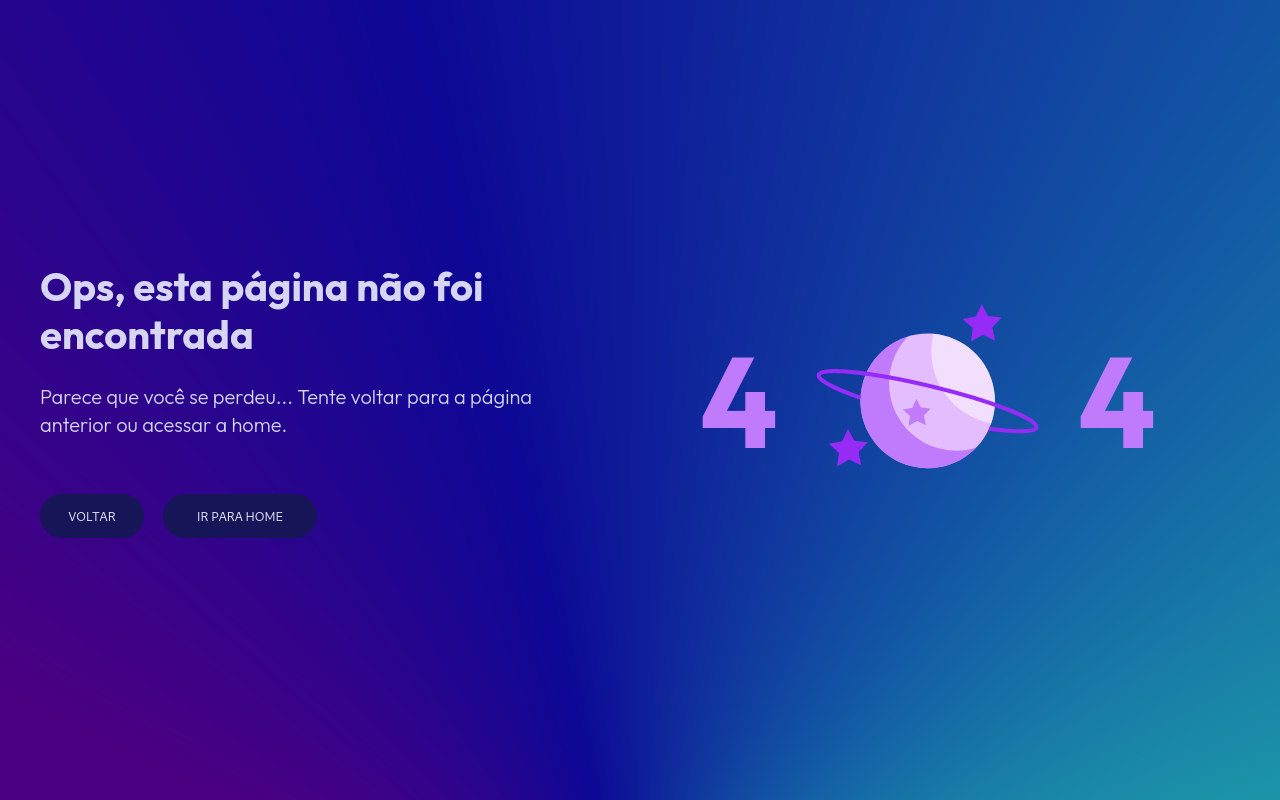 Ops, esta página não foi
encontrada
Parece que você se perdeu... Tente voltar para a página
anterior ou acessar a home.
VOLTAR
IR PARA HOME
4 4